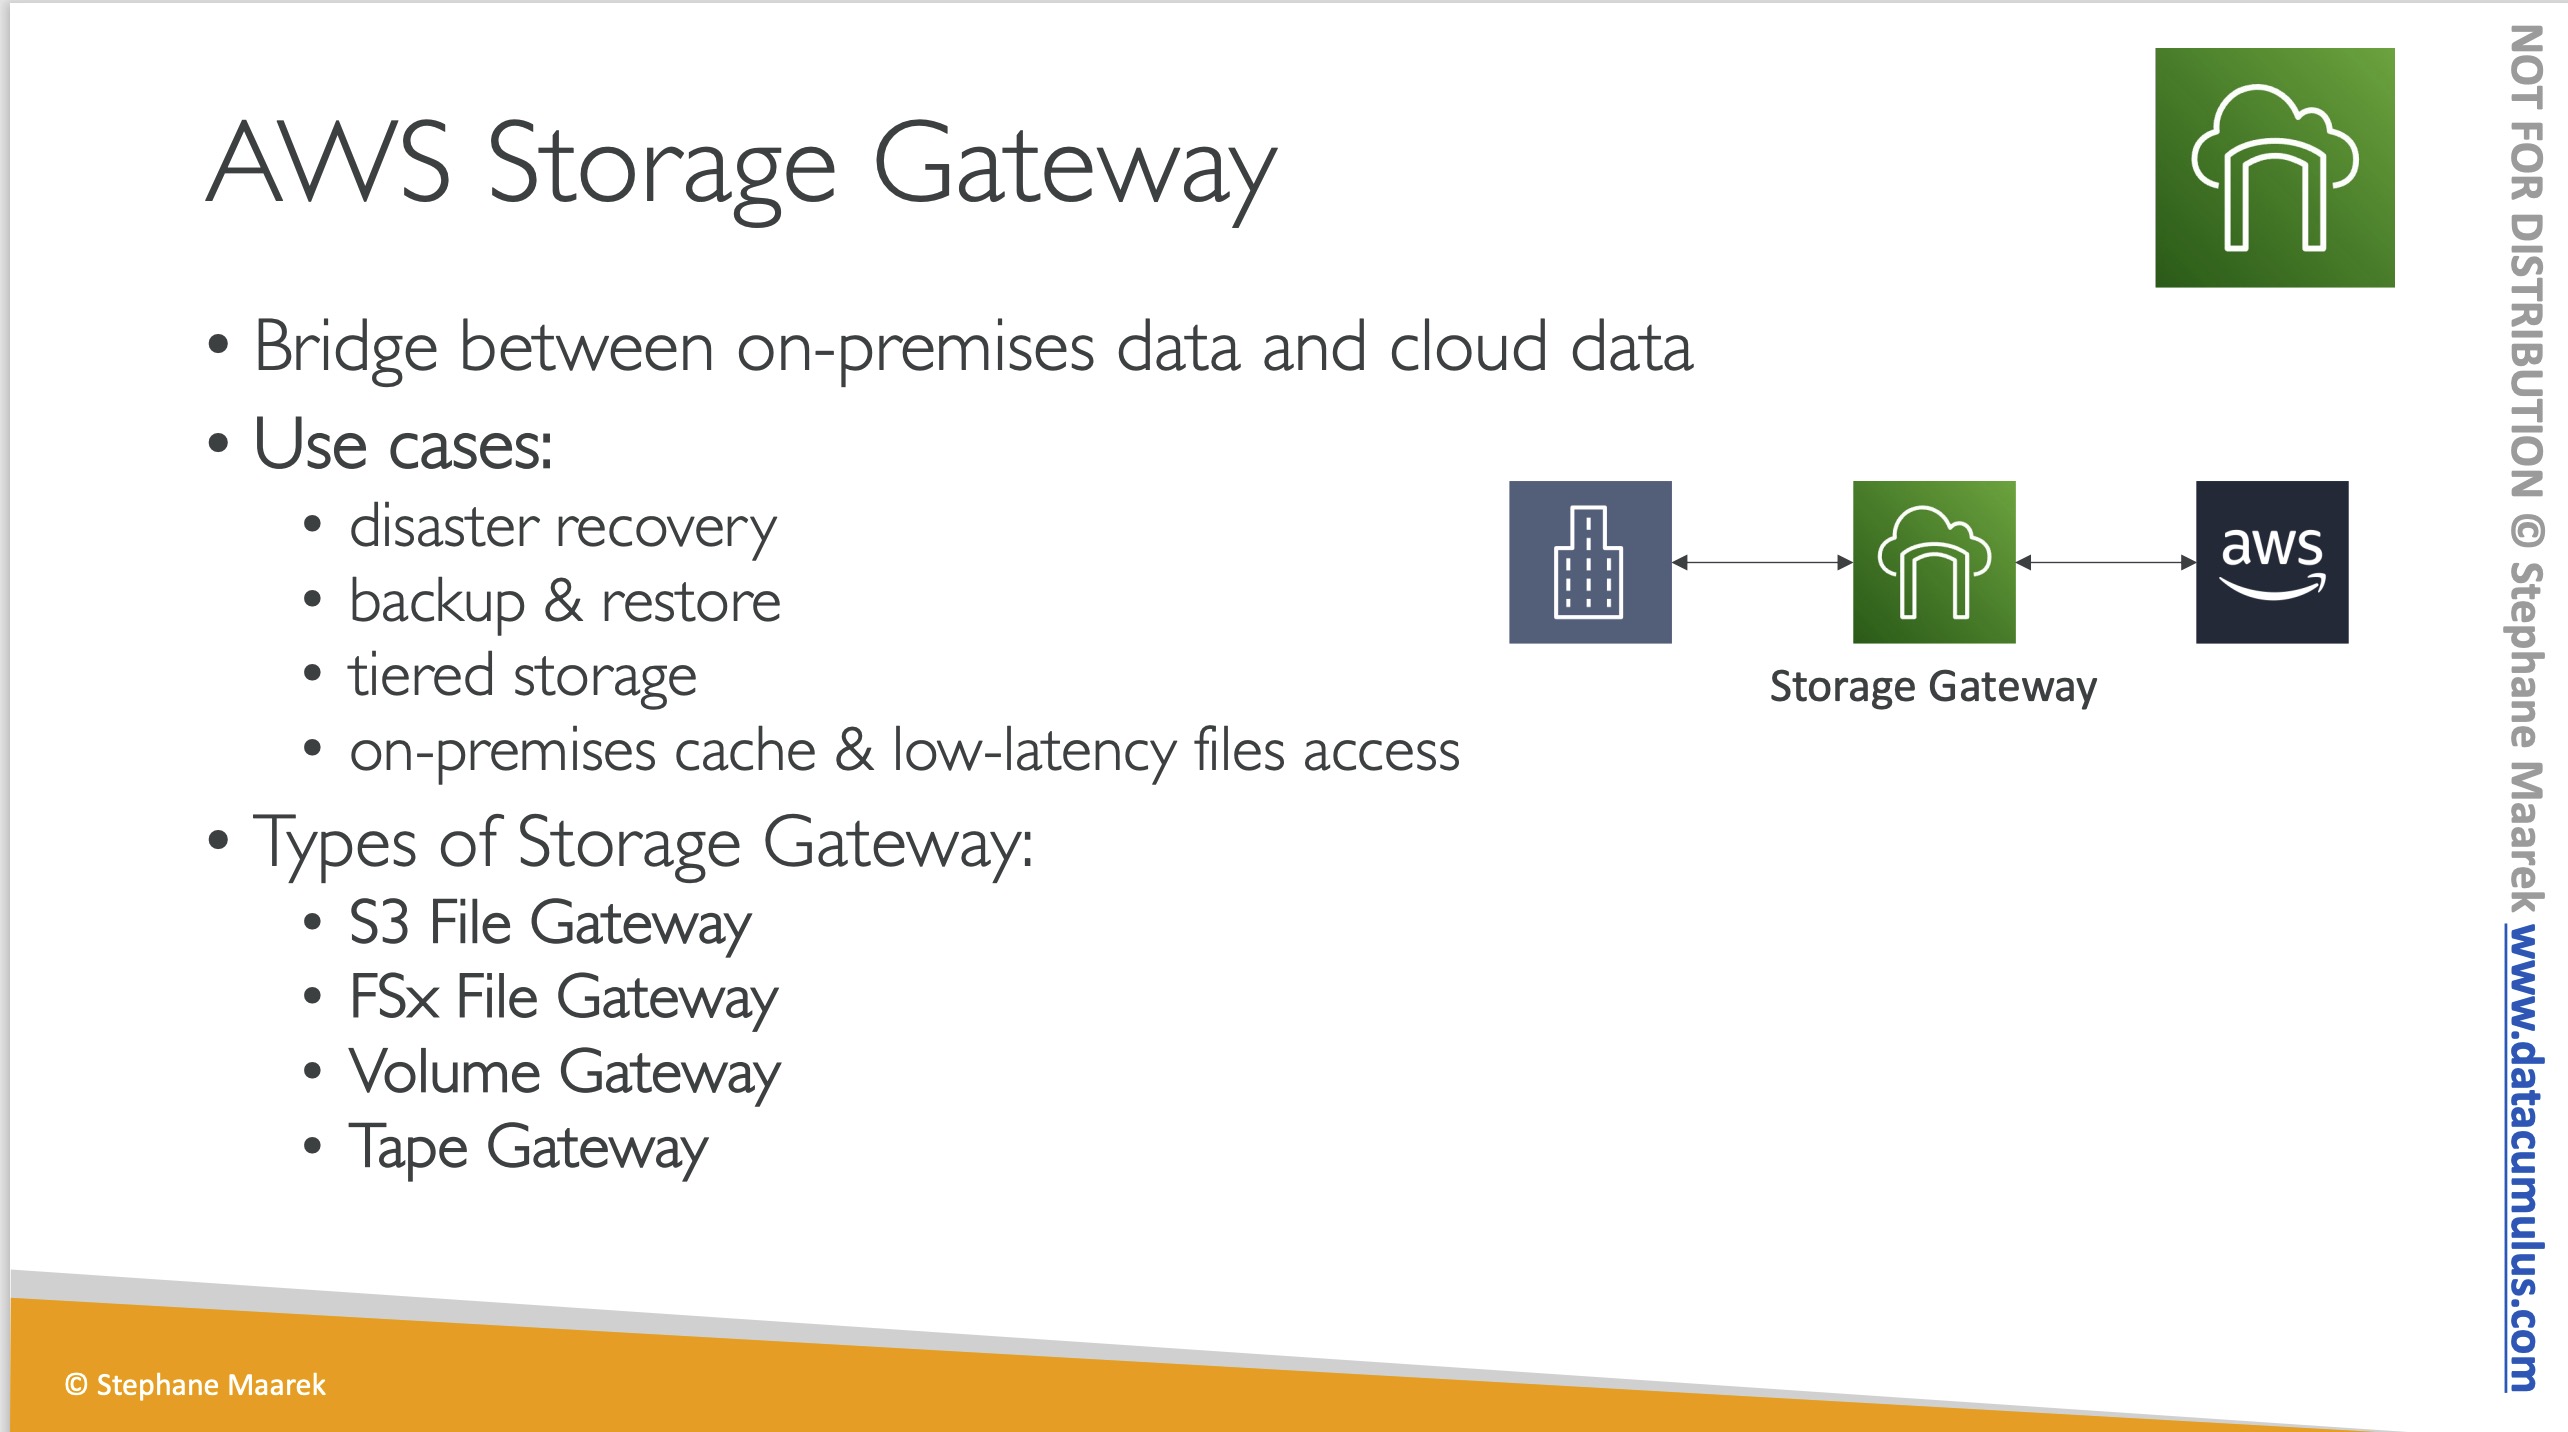 AWS Storage Gateway
• Bridge between on-premises data and cloud data
• Use cases:
• disaster recovery
• backup & restore
• tiered storage
• on-premises cache & low-latency files access
• Types of Storage Gateway:
• S3 File Gateway
• FSx File Gateway
• Volume Gateway
• Tape Gateway
aws
Storage Gateway
© Stephane Maarek
NOT FOR DISTRIBUTION © Stephane Maarek www.datacumulus.com